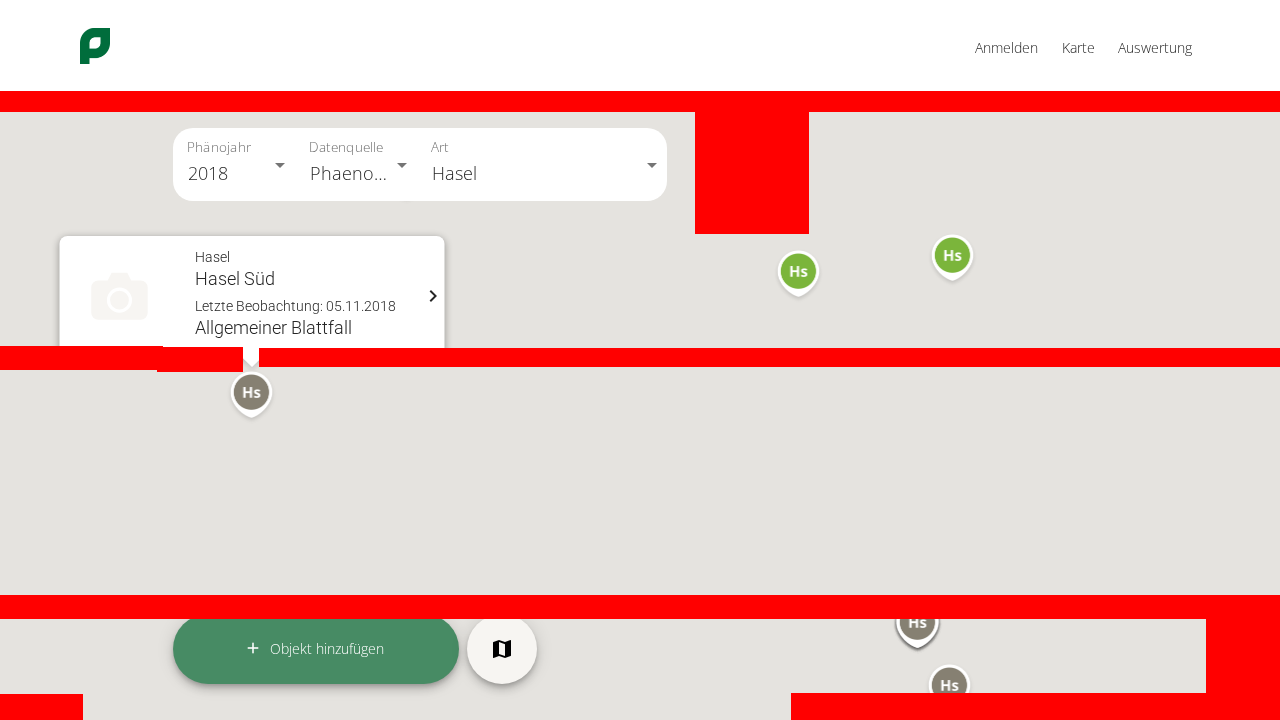 Anmelden Karte Auswertung
Phänojahr Datenquelle Art
2018 Phaeno... Hasel
Hasel
Hasel Süd
Letzte Beobachtung: 05.11.2018
Allgemeiner Blattfall
Hs
Hs
Hs
Hs
+ Objekt hinzufügen
Hs